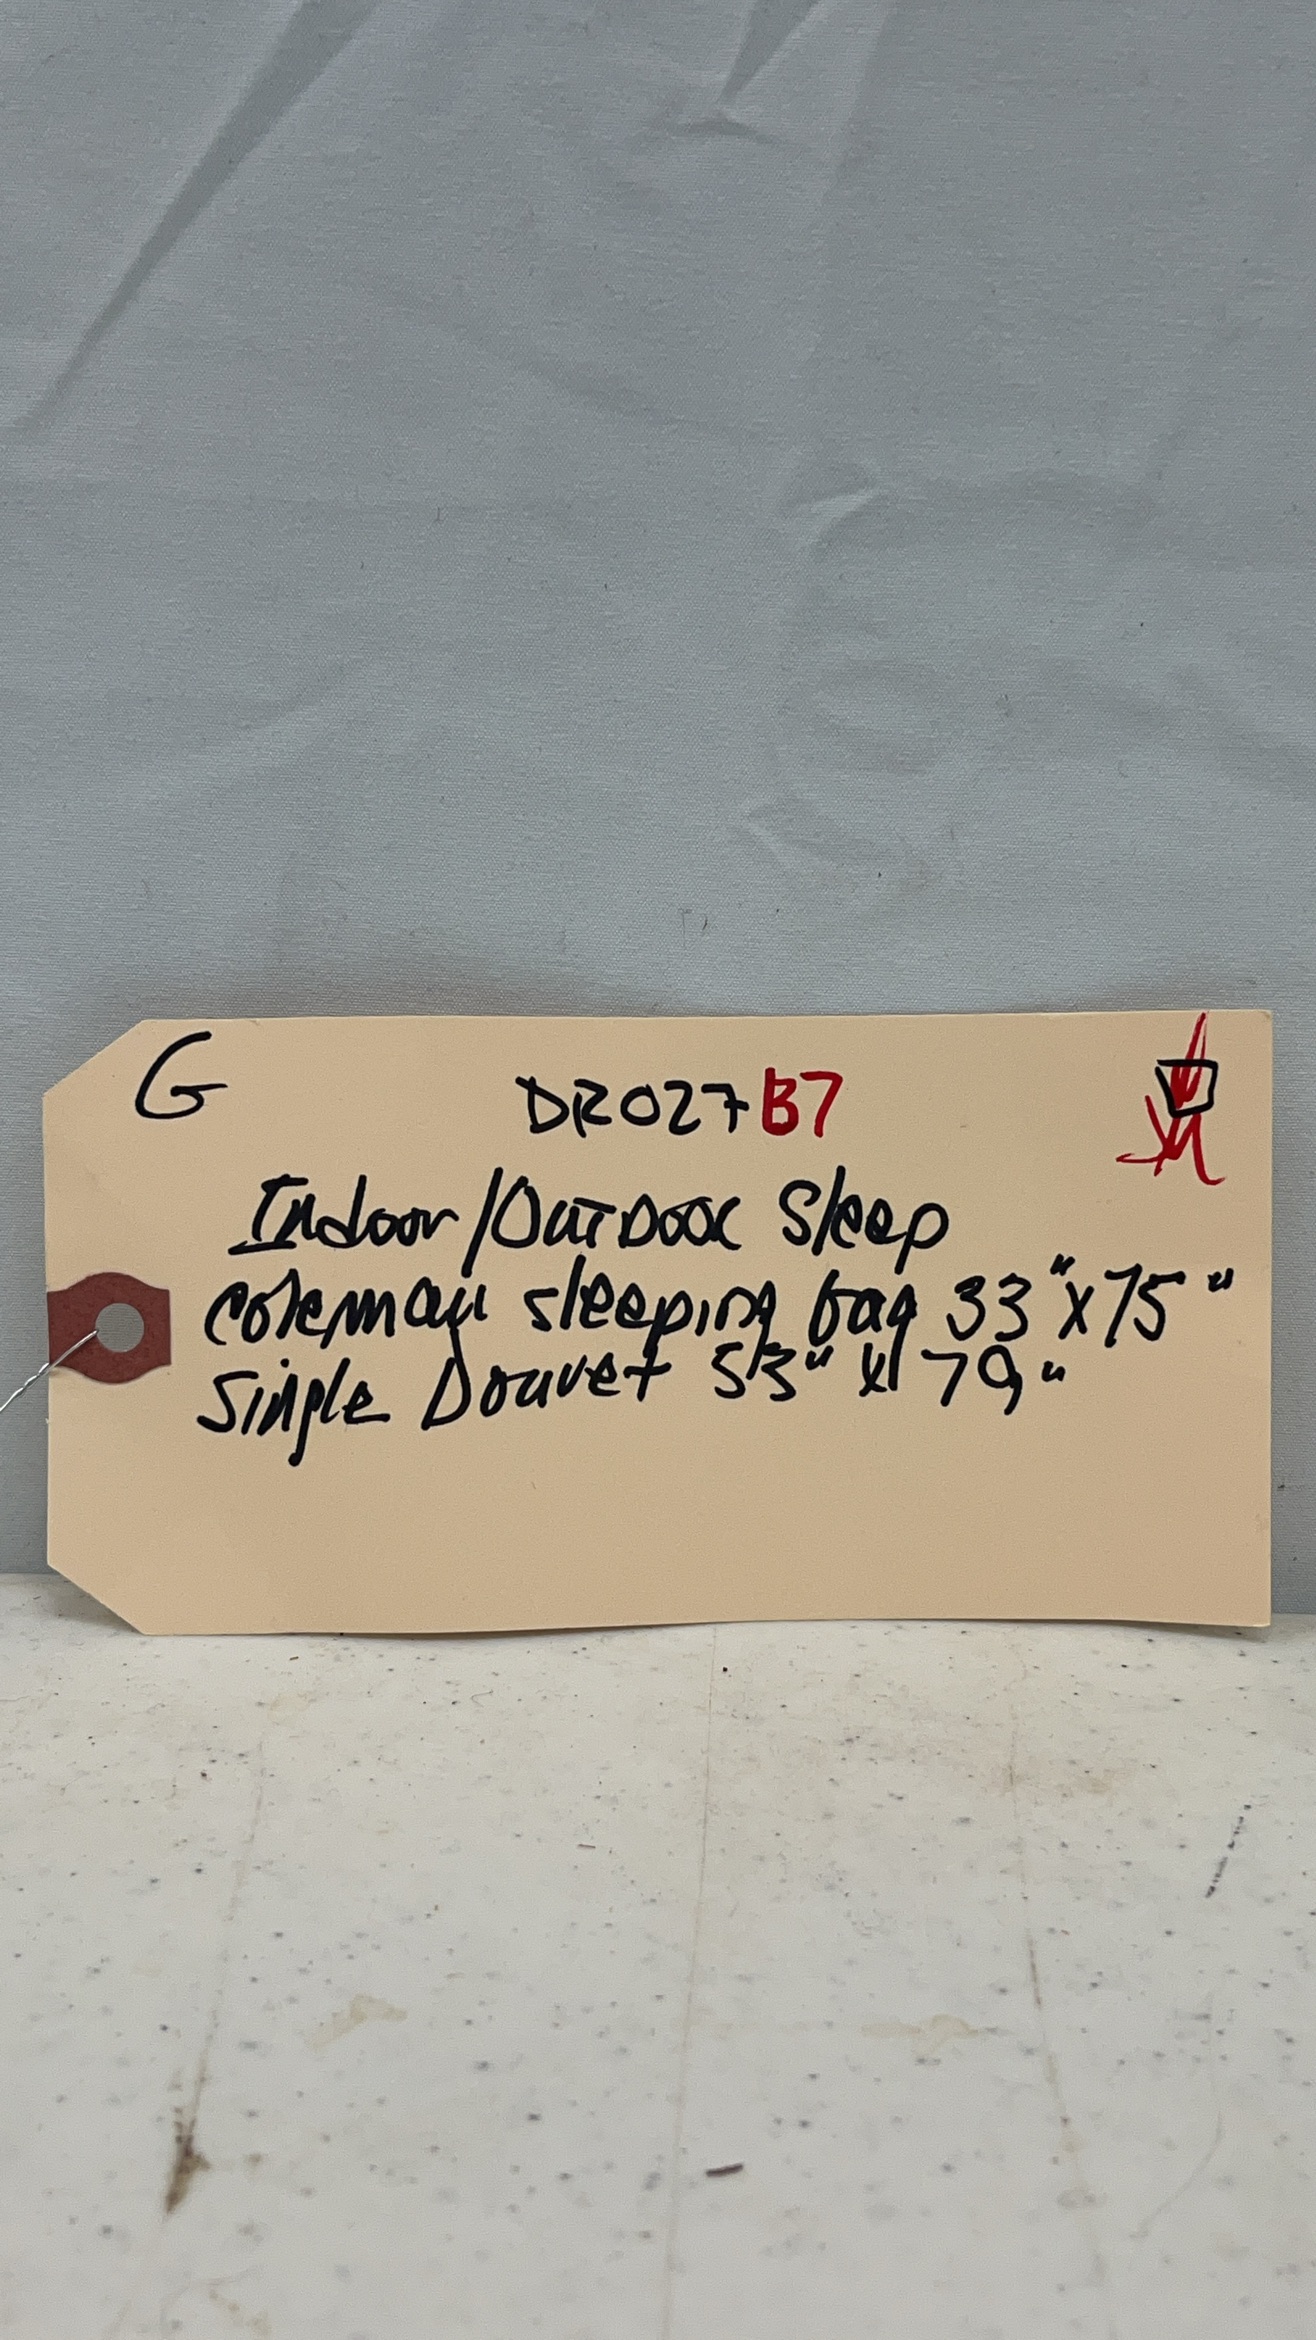 G
DR027B7
Indoor/Outdoor Sleep
Coleman sleeping bag 33"x75"
Single Douvet 53" x 79"